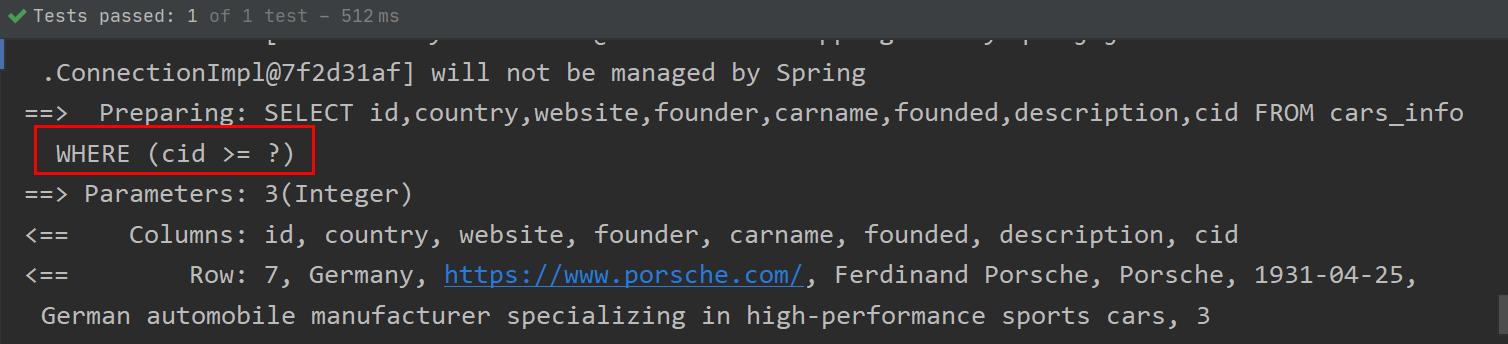 Tests passed: 1 of 1 test – 512 ms
.ConnectionImpl@7f2d31af] will not be managed by Spring
==>  Preparing: SELECT id,country,website,founder,carname,founded,description,cid FROM cars_info
WHERE (cid >= ?)
==> Parameters: 3(Integer)
<==    Columns: id, country, website, founder, carname, founded, description, cid
<==        Row: 7, Germany, https://www.porsche.com/, Ferdinand Porsche, Porsche, 1931-04-25,
German automobile manufacturer specializing in high-performance sports cars, 3